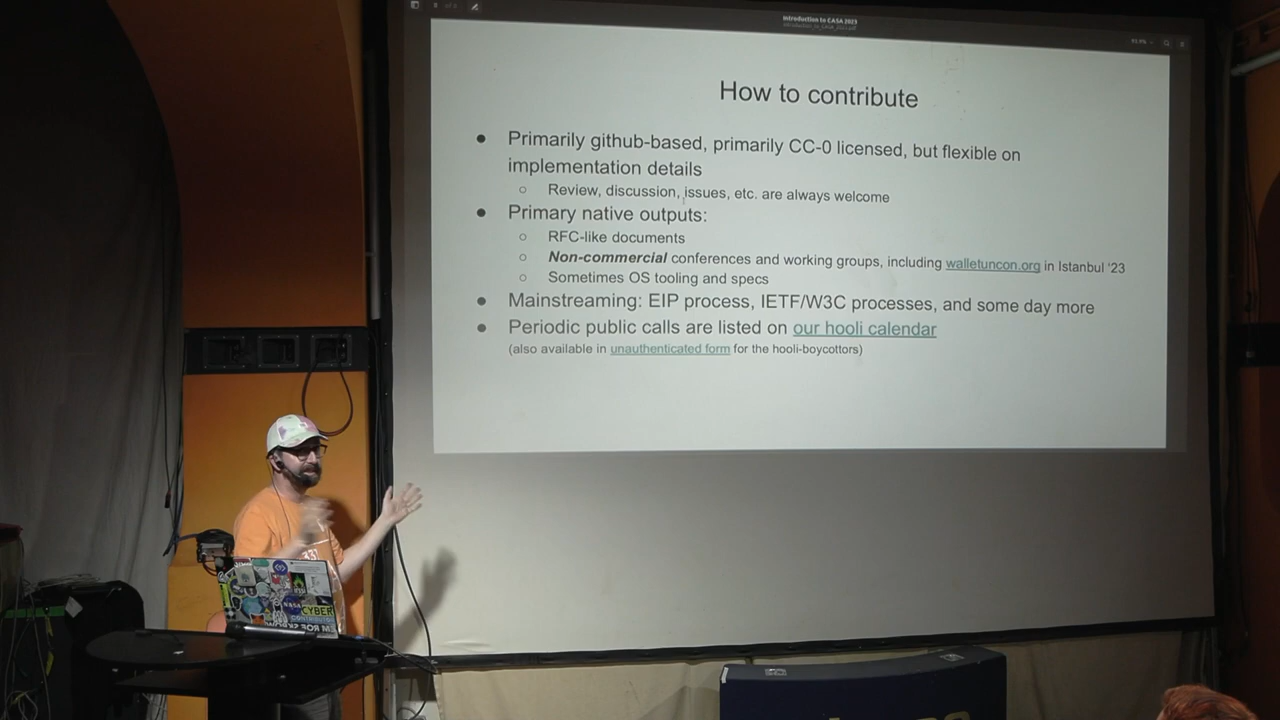 Introduction to CASA 2023
How to contribute
● Primarily github-based, primarily CC-0 licensed, but flexible on
implementation details
○ Review, discussion, issues, etc. are always welcome
● Primary native outputs:
○ RFC-like documents
○ Non-commercial conferences and working groups, including walletuncon.org in Istanbul ‘23
○ Sometimes OS tooling and specs
● Mainstreaming: EIP process, IETF/W3C processes, and some day more
● Periodic public calls are listed on our hooli calendar
(also available in unauthenticated form for the hooli-boycottors)
CYBER